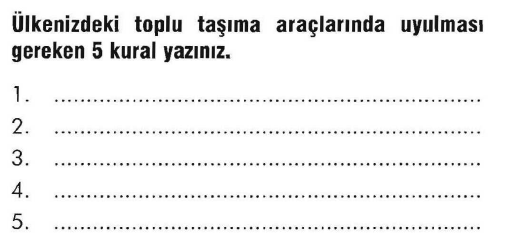 Ülkenizdeki toplu taşıma araçlarında uyulması
gereken 5 kural yazınız.
1. ........................................................................
2. ........................................................................
3. ........................................................................
4. ........................................................................
5. ........................................................................